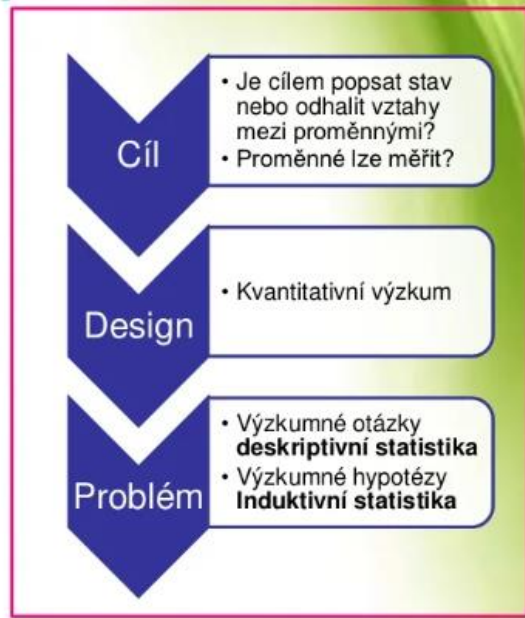 Cíl
• Je cílem popsat stav
nebo odhalit vztahy
mezi proměnnými?
• Proměnné lze měřit?
Design
• Kvantitativní výzkum
Problém
• Výzkumné otázky
deskriptivní statistika
• Výzkumné hypotézy
Induktivní statistika